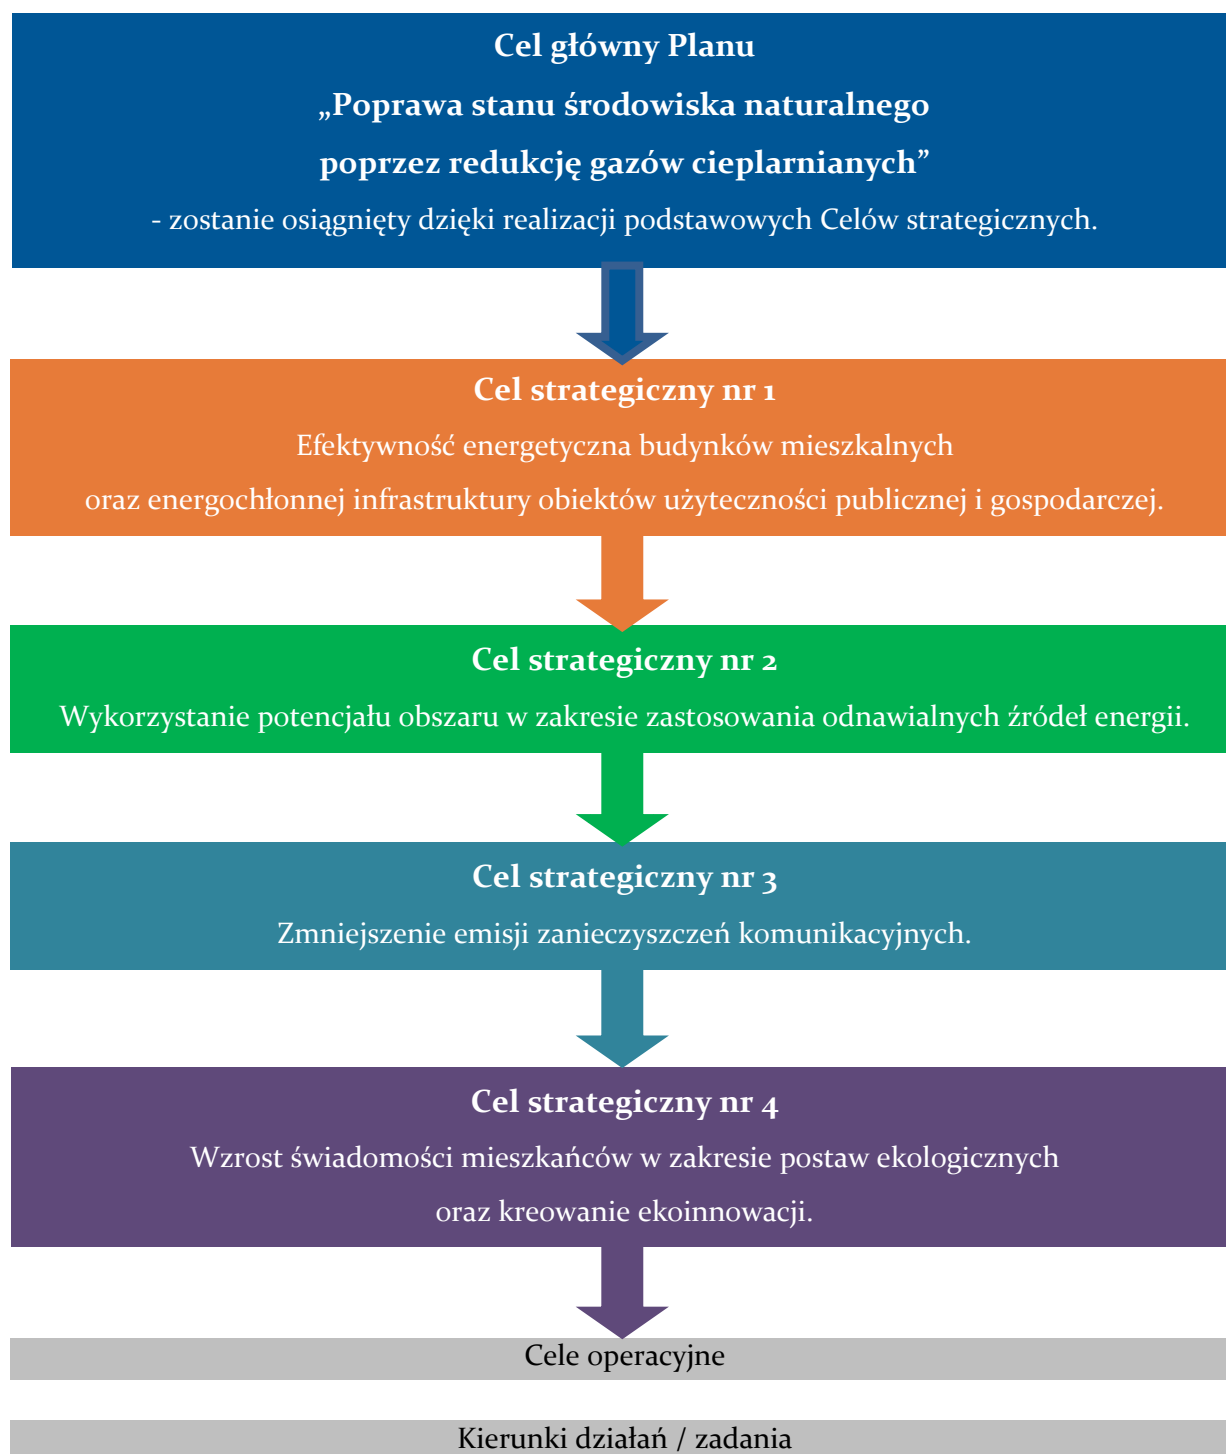 Cel główny Planu
„Poprawa stanu środowiska naturalnego
poprzez redukcję gazów cieplarnianych”
- zostanie osiągnięty dzięki realizacji podstawowych Celów strategicznych.
Cel strategiczny nr 1
Efektywność energetyczna budynków mieszkalnych
oraz energochłonnej infrastruktury obiektów użyteczności publicznej i gospodarczej.
Cel strategiczny nr 2
Wykorzystanie potencjału obszaru w zakresie zastosowania odnawialnych źródeł energii.
Cel strategiczny nr 3
Zmniejszenie emisji zanieczyszczeń komunikacyjnych.
Cel strategiczny nr 4
Wzrost świadomości mieszkańców w zakresie postaw ekologicznych
oraz kreowanie ekoinnowacji.
Cele operacyjne
Kierunki działań / zadania